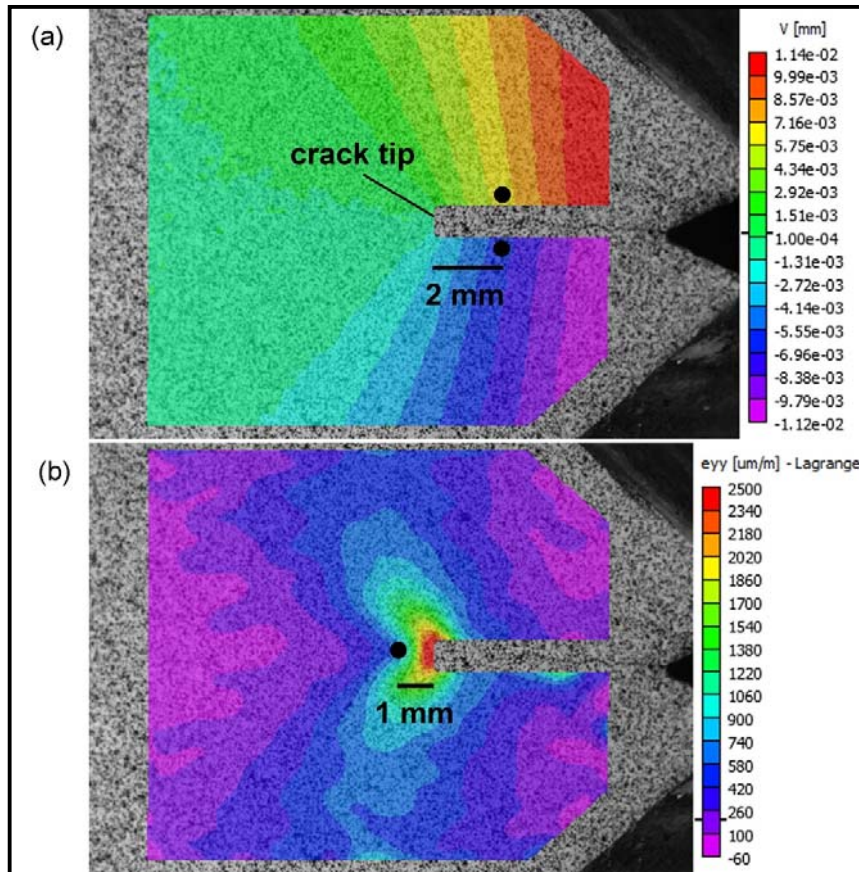 (a)
V [mm]
1.14e-02
9.99e-03
8.57e-03
7.16e-03
5.75e-03
4.34e-03
2.92e-03
1.51e-03
1.00e-04
-1.31e-03
-2.72e-03
-4.14e-03
-5.55e-03
-6.96e-03
-8.38e-03
-9.79e-03
-1.12e-02
crack tip
2 mm
(b)
eyy [um/m] - Lagrange
2500
2340
2180
2020
1860
1700
1540
1380
1220
1060
900
740
580
420
260
100
-60
1 mm